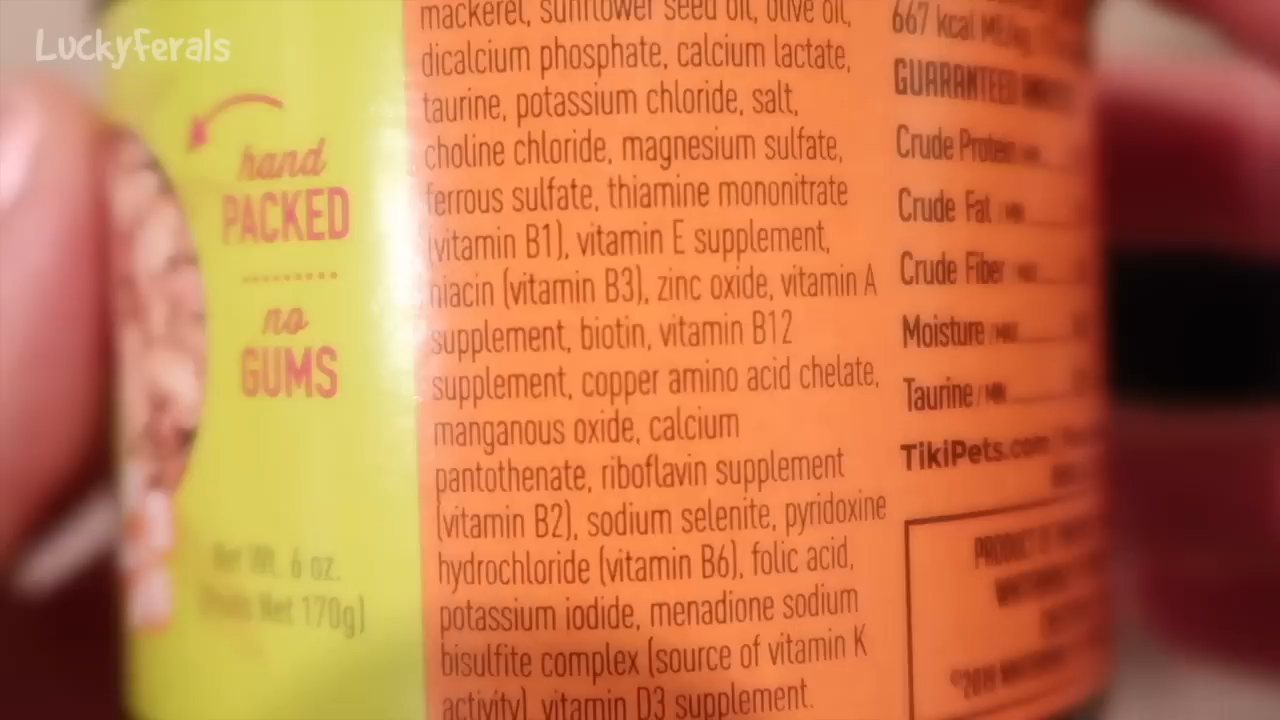 LuckyFerals
hand
PACKED
no
GUMS
Net Wt. 6 oz.
Net 170g)
mackerel, sunflower seed oil, olive oil,
dicalcium phosphate, calcium lactate,
taurine, potassium chloride, salt,
choline chloride, magnesium sulfate,
ferrous sulfate, thiamine mononitrate
(vitamin B1), vitamin E supplement,
niacin (vitamin B3), zinc oxide, vitamin A
supplement, biotin, vitamin B12
supplement, copper amino acid chelate,
manganous oxide, calcium
pantothenate, riboflavin supplement
(vitamin B2), sodium selenite, pyridoxine
hydrochloride (vitamin B6), folic acid,
potassium iodide, menadione sodium
bisulfite complex (source of vitamin K
activity), vitamin D3 supplement.
667 kcal
GUARANTEED
Crude Protein
Crude Fat
Crude Fiber
Moisture
Taurine
TikiPets.com
PRODUCT OF